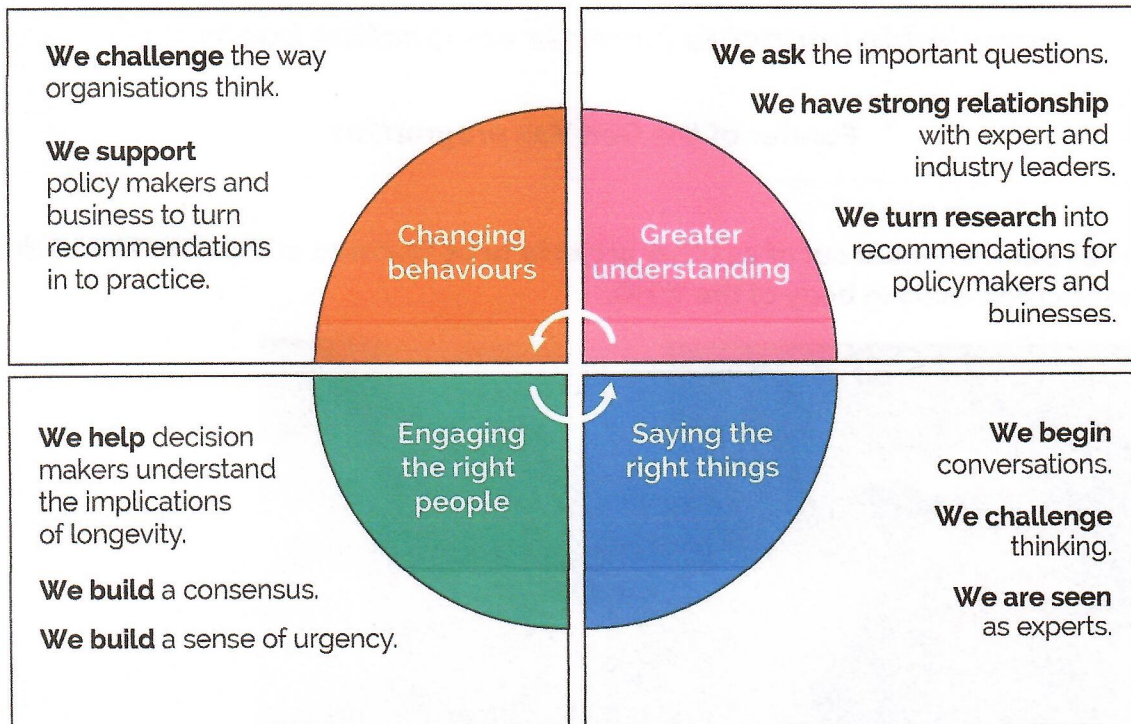 We challenge the way
organisations think.
We support
policy makers and
business to turn
recommendations
in to practice.
Changing
behaviours
Greater
understanding
We ask the important questions.
We have strong relationship
with expert and
industry leaders.
We turn research into
recommendations for
policymakers and
buinesses.
We help decision
makers understand
the implications
of longevity.
We build a consensus.
We build a sense of urgency.
Engaging
the right
people
Saying the
right things
We begin
conversations.
We challenge
thinking.
We are seen
as experts.